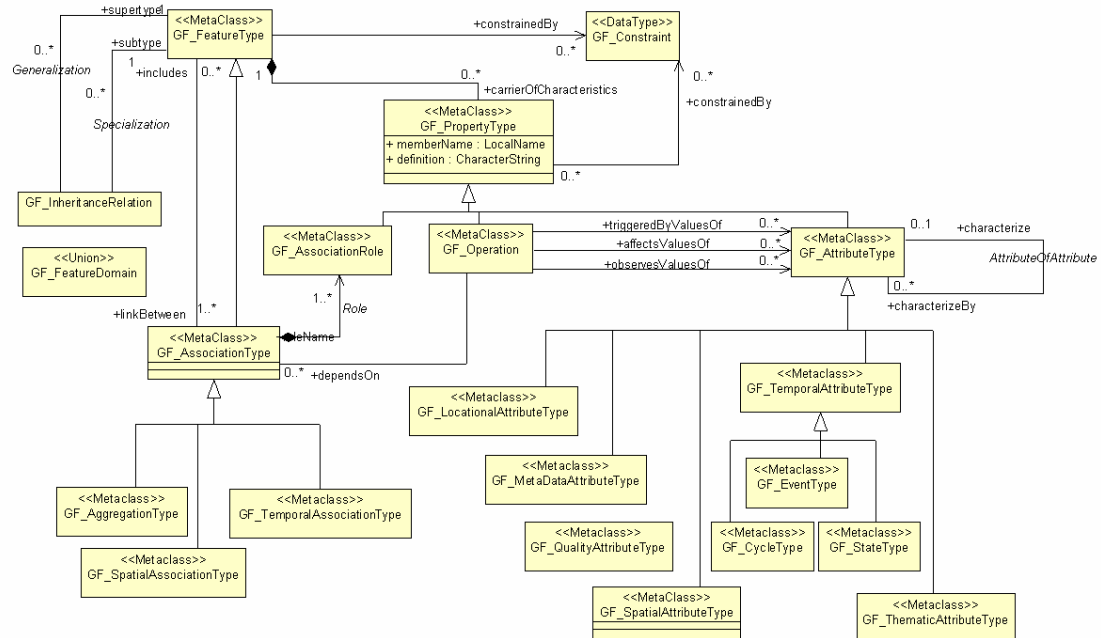 +supertype1
<<MetaClass>>
GF_FeatureType
+constrainedBy
<<DataType>>
GF_Constraint
0..*
+subtype
0..*
Generalization
1
+includes
0..*
1
0..*
0..*
0..*
+carrierOfCharacteristics
+constrainedBy
Specialization
<<MetaClass>>
GF_PropertyType
+ memberName : LocalName
+ definition : CharacterString
0..*
GF_InheritanceRelation
<<MetaClass>>
GF_AssociationRole
<<MetaClass>>
GF_Operation
+triggeredByValuesOf
0..*
+affectsValuesOf
0..*
+observesValuesOf
0..*
<<MetaClass>>
GF_AttributeType
0..1
+characterize
AttributeOfAttribute
0..*
+characterizeBy
<<Union>>
GF_FeatureDomain
1..*
Role
+linkBetween
1..*
<<MetaClass>>
GF_AssociationType
0..*
+dependsOn
<<Metaclass>>
GF_LocationalAttributeType
<<Metaclass>>
GF_TemporalAttributeType
<<Metaclass>>
GF_MetaDataAttributeType
<<Metaclass>>
GF_EventType
<<Metaclass>>
GF_AggregationType
<<Metaclass>>
GF_TemporalAssociationType
<<Metaclass>>
GF_QualityAttributeType
<<Metaclass>>
GF_CycleType
<<Metaclass>>
GF_StateType
<<Metaclass>>
GF_SpatialAssociationType
<<Metaclass>>
GF_SpatialAttributeType
<<Metaclass>>
GF_ThematicAttributeType